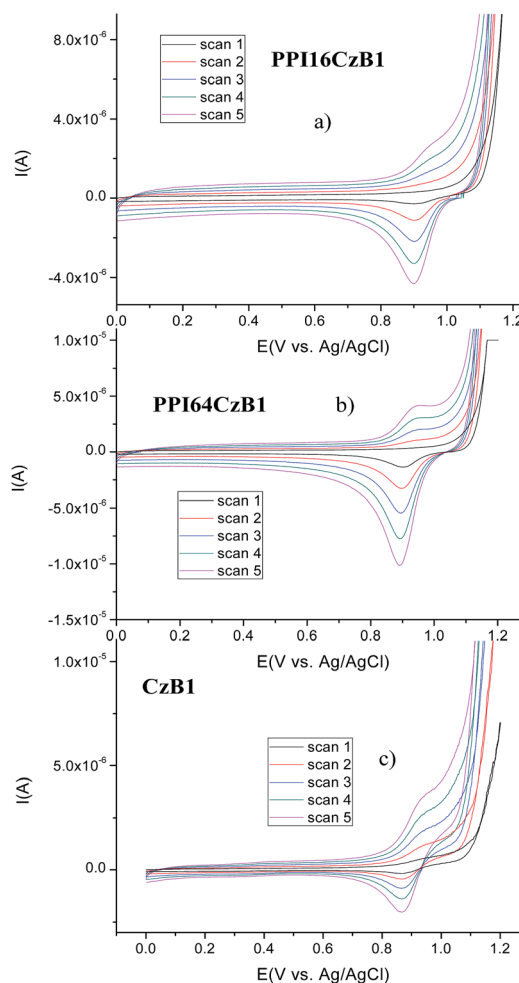 8.0x10⁻⁶
4.0x10⁻⁶
0.0
-4.0x10⁻⁶
I(A)
scan 1
scan 2
scan 3
scan 4
scan 5
PPI16CzB1
a)
0.0 0.2 0.4 0.6 0.8 1.0 1.2
E(V vs. Ag/AgCl)
1.0x10⁻⁵
5.0x10⁻⁶
0.0
-5.0x10⁻⁶
-1.0x10⁻⁵
-1.5x10⁻⁵
I(A)
PPI64CzB1
b)
scan 1
scan 2
scan 3
scan 4
scan 5
0.0 0.2 0.4 0.6 0.8 1.0 1.2
E(V vs. Ag/AgCl)
1.0x10⁻⁵
5.0x10⁻⁶
0.0
I(A)
CzB1
c)
scan 1
scan 2
scan 3
scan 4
scan 5
0.0 0.2 0.4 0.6 0.8 1.0 1.2
E(V vs. Ag/AgCl)